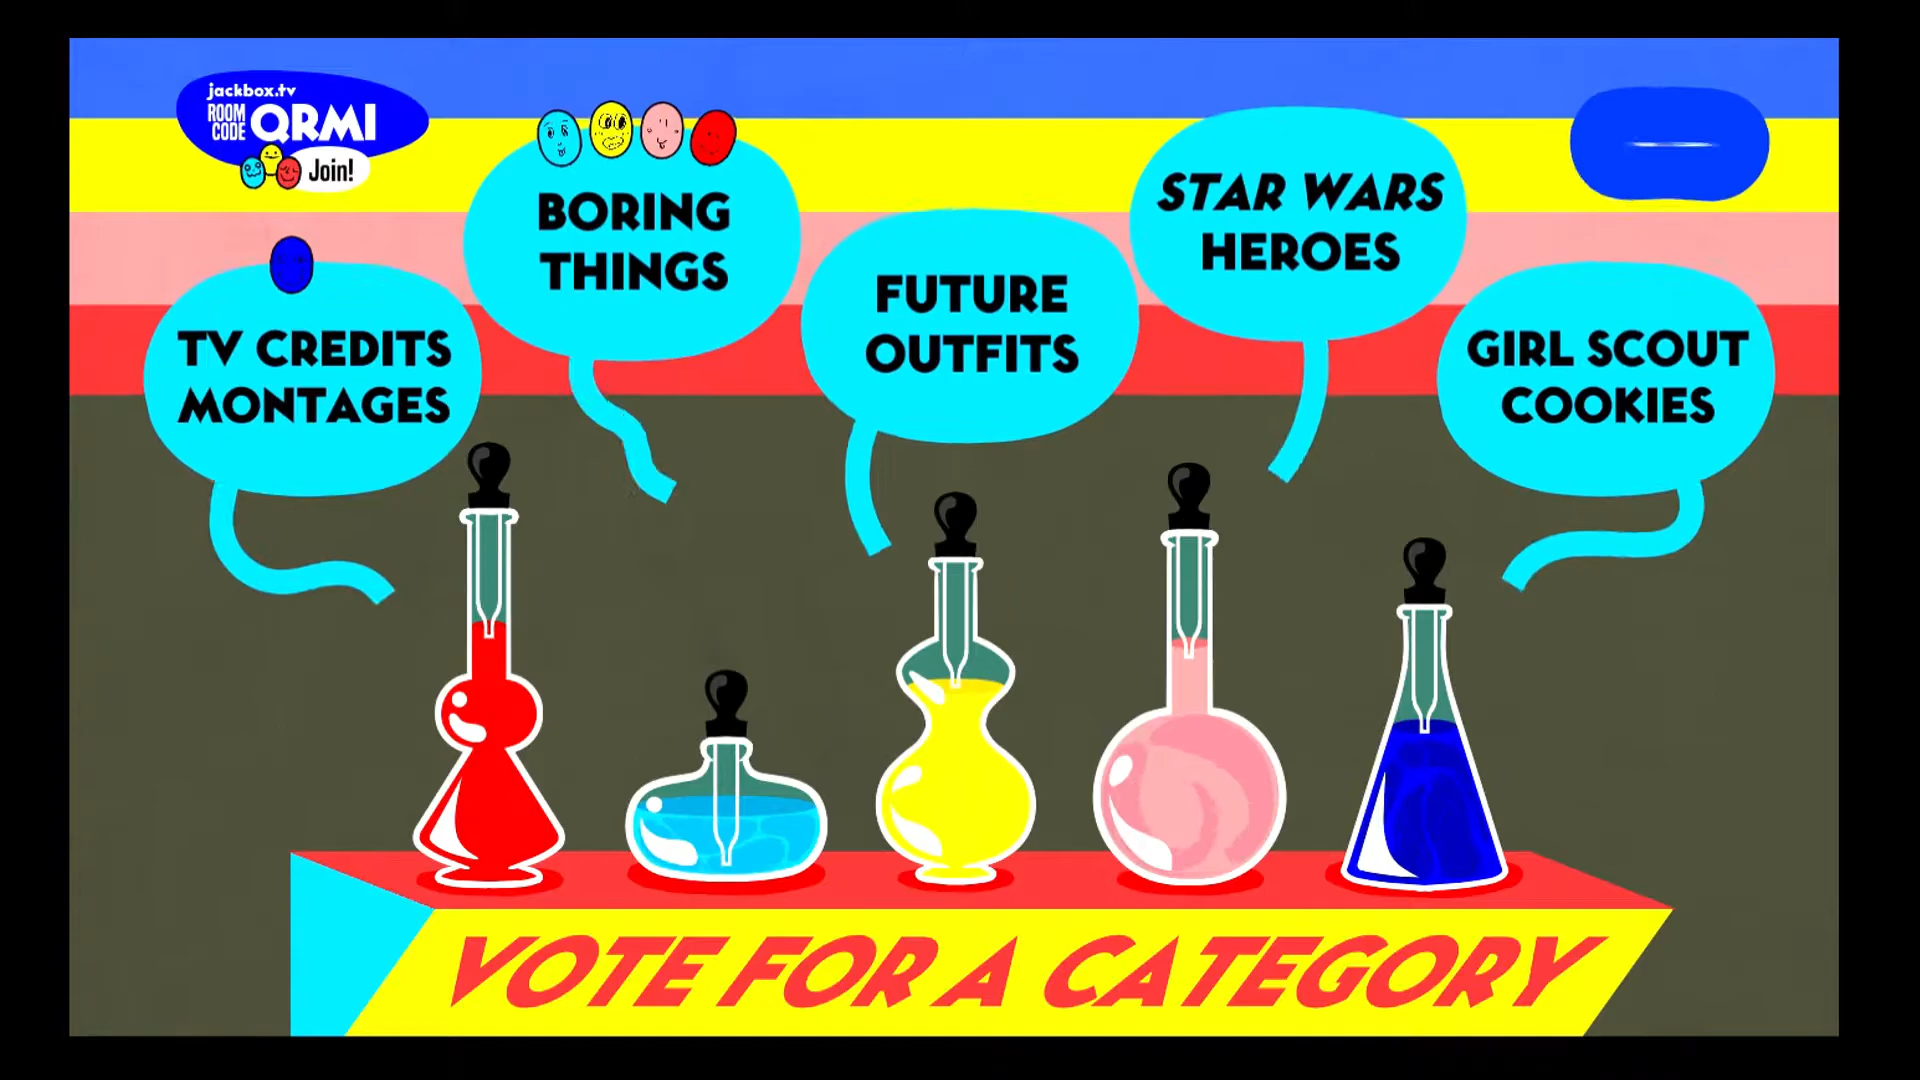 jackbox.tv
ROOM CODE QRMI
Join!
TV CREDITS
MONTAGES
BORING
THINGS
FUTURE
OUTFITS
STAR WARS
HEROES
GIRL SCOUT
COOKIES
VOTE FOR A CATEGORY